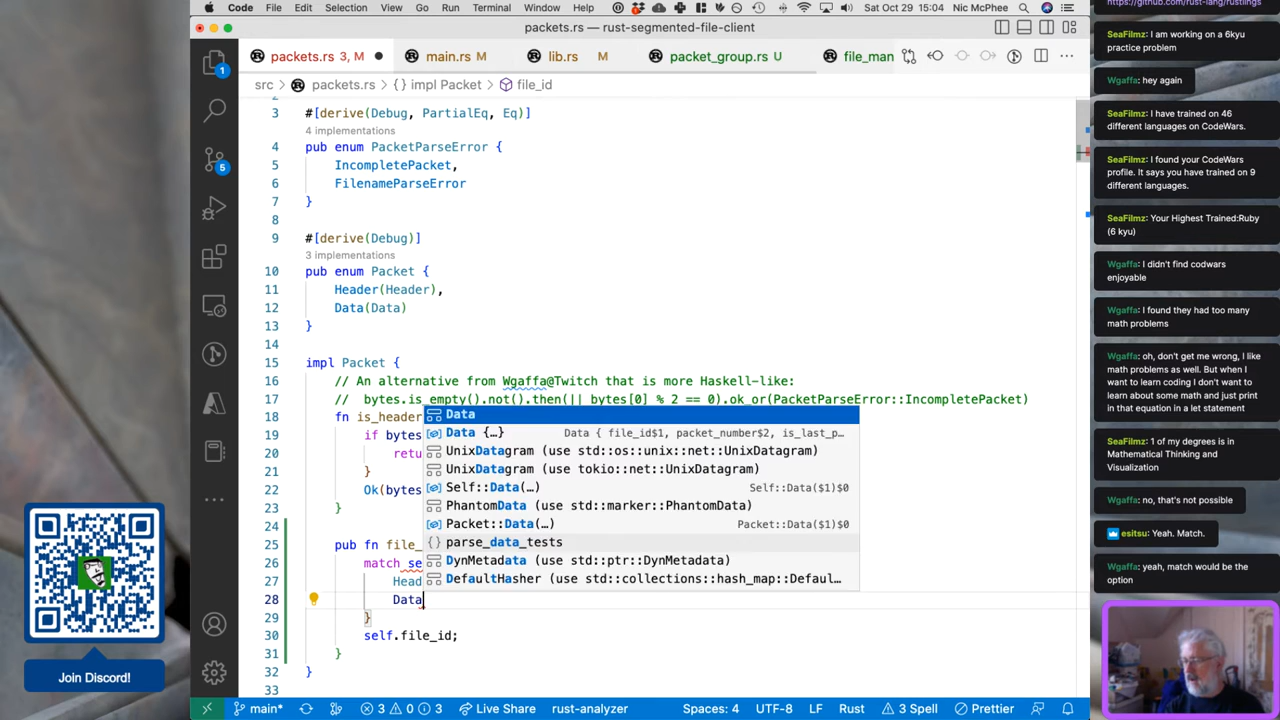 Code File Edit Selection View Go Run Terminal Window Help Sat Oct 29 15:04 Nic McPhee
packets.rs — rust-segmented-file-client
packets.rs 3, M main.rs M lib.rs M packet_group.rs U file_man
src packets.rs {} impl Packet file_id
3 #[derive(Debug, PartialEq, Eq)]
4 implementations
4 pub enum PacketParseError {
5 IncompletePacket,
6 FilenameParseError
7 }
8
9 #[derive(Debug)]
3 implementations
10 pub enum Packet {
11 Header(Header),
12 Data(Data)
13 }
14
15 impl Packet {
16 // An alternative from Wgaffa@Twitch that is more Haskell-like:
17 // bytes.is_empty().not().then(|| bytes[0] % 2 == 0).ok_or(PacketParseError::IncompletePacket)
18 fn is_header
19 if bytes
20 retu
21 }
22 Ok(bytes
23 }
24
25 pub fn file_
26 match se
27 Head
28 Data
29 }
30 self.file_id;
31 }
32 }
33
Data
Data {…} Data { file_id$1, packet_number$2, is_last_p…
UnixDatagram (use std::os::unix::net::UnixDatagram)
UnixDatagram (use tokio::net::UnixDatagram)
Self::Data(…) Self::Data($1)$0
PhantomData (use std::marker::PhantomData)
Packet::Data(…) Packet::Data($1)$0
{} parse_data_tests
DynMetadata (use std::ptr::DynMetadata)
DefaultHasher (use std::collections::hash_map::Defaul…
1
5
main* 3 0 3 Live Share rust-analyzer Spaces: 4 UTF-8 LF Rust 3 Spell Prettier
Join Discord!
https://github.com/rust-lang/rustlings
SeaFilmz: I am working on a 6kyu
practice problem
Wgaffa: hey again
SeaFilmz: I have trained on 46
different languages on CodeWars.
SeaFilmz: I found your CodeWars
profile. It says you have trained on 9
different languages.
SeaFilmz: Your Highest Trained:Ruby
(6 kyu)
Wgaffa: I didn't find codwars
enjoyable
Wgaffa: I found they had too many
math problems
Wgaffa: oh, don't get me wrong, I like
math problems as well. But when I
want to learn coding I don't want to
learn about some math and just print
in that equation in a let statement
SeaFilmz: 1 of my degrees is in
Mathematical Thinking and
Visualization
Wgaffa: no, that's not possible
esitsu: Yeah. Match.
Wgaffa: yeah, match would be the
option